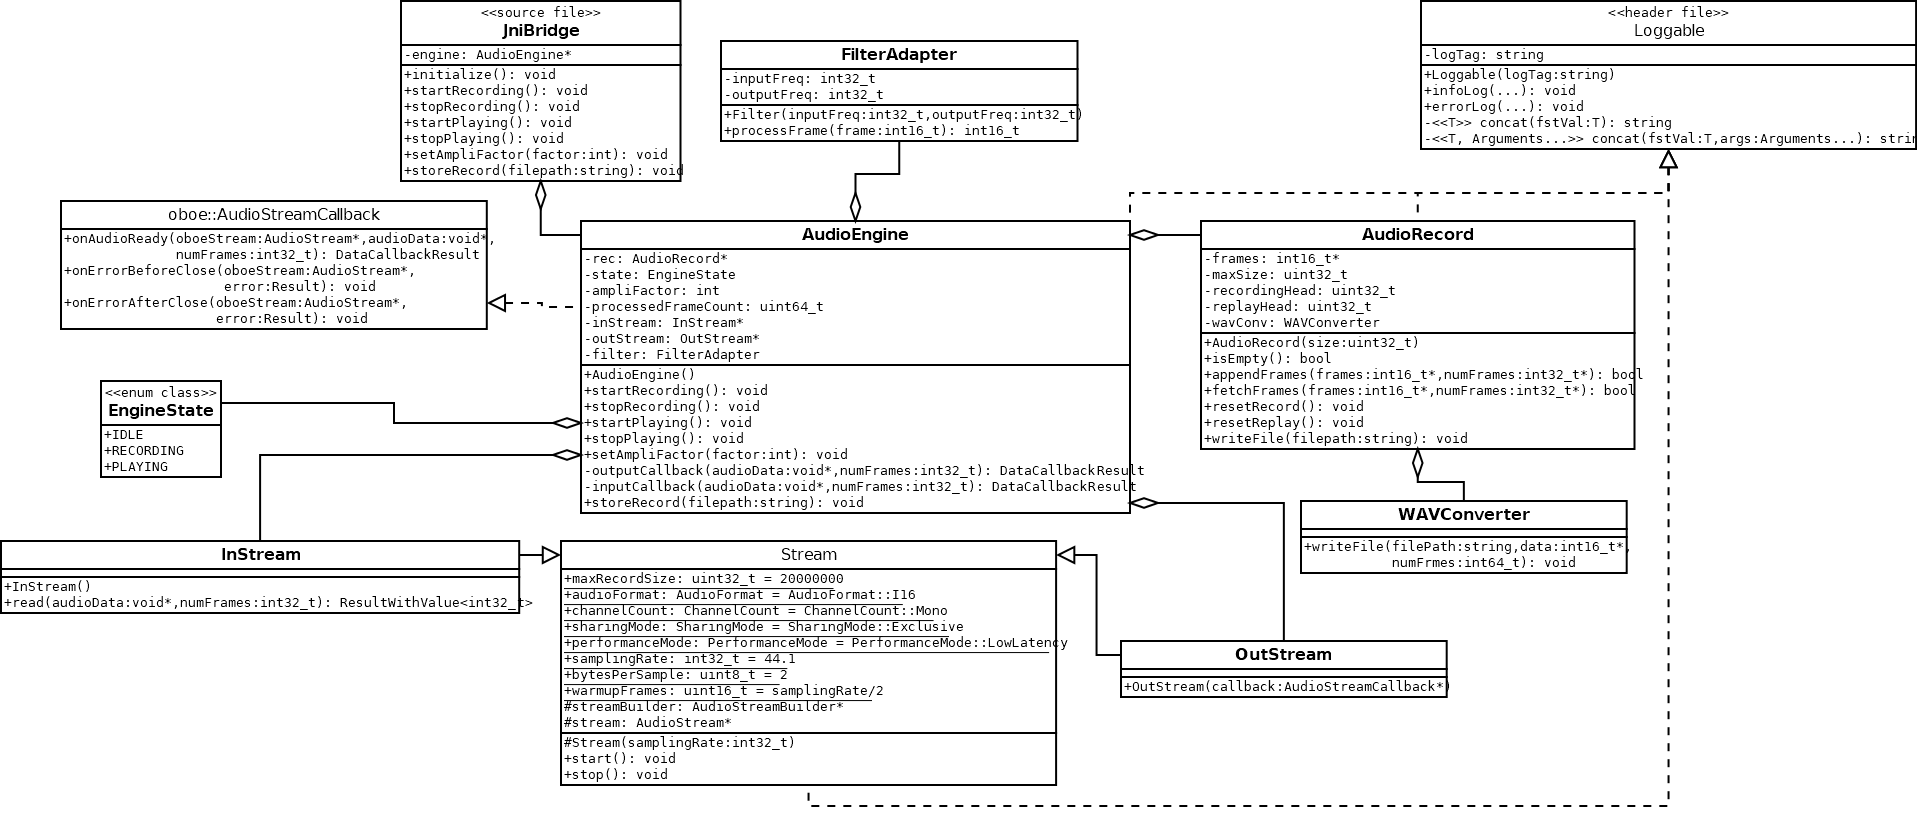 <<source file>>
JniBridge
-engine: AudioEngine*
+initialize(): void
+startRecording(): void
+stopRecording(): void
+startPlaying(): void
+stopPlaying(): void
+setAmpliFactor(factor:int): void
+storeRecord(filepath:string): void
FilterAdapter
-inputFreq: int32_t
-outputFreq: int32_t
+Filter(inputFreq:int32_t,outputFreq:int32_t)
+processFrame(frame:int16_t): int16_t
<<header file>>
Loggable
-logTag: string
+Loggable(logTag:string)
+infoLog(...): void
+errorLog(...): void
-<<T>> concat(fstVal:T): string
-<<T, Arguments...>> concat(fstVal:T,args:Arguments...): strin
oboe::AudioStreamCallback
+onAudioReady(oboeStream:AudioStream*,audioData:void*,
numFrames:int32_t): DataCallbackResult
+onErrorBeforeClose(oboeStream:AudioStream*,
error:Result): void
+onErrorAfterClose(oboeStream:AudioStream*,
error:Result): void
AudioEngine
-rec: AudioRecord*
-state: EngineState
-ampliFactor: int
-processedFrameCount: uint64_t
-inStream: InStream*
-outStream: OutStream*
-filter: FilterAdapter
+AudioEngine()
+startRecording(): void
+stopRecording(): void
+startPlaying(): void
+stopPlaying(): void
+setAmpliFactor(factor:int): void
-outputCallback(audioData:void*,numFrames:int32_t): DataCallbackResult
-inputCallback(audioData:void*,numFrames:int32_t): DataCallbackResult
+storeRecord(filepath:string): void
AudioRecord
-frames: int16_t*
-maxSize: uint32_t
-recordingHead: uint32_t
-replayHead: uint32_t
-wavConv: WAVConverter
+AudioRecord(size:uint32_t)
+isEmpty(): bool
+appendFrames(frames:int16_t*,numFrames:int32_t*): bool
+fetchFrames(frames:int16_t*,numFrames:int32_t*): bool
+resetRecord(): void
+resetReplay(): void
+writeFile(filepath:string): void
<<enum class>>
EngineState
+IDLE
+RECORDING
+PLAYING
WAVConverter
+writeFile(filePath:string,data:int16_t*,
numFrmes:int64_t): void
InStream
+InStream()
+read(audioData:void*,numFrames:int32_t): ResultWithValue<int32_t>
Stream
+maxRecordSize: uint32_t = 20000000
+audioFormat: AudioFormat = AudioFormat::I16
+channelCount: ChannelCount = ChannelCount::Mono
+sharingMode: SharingMode = SharingMode::Exclusive
+performanceMode: PerformanceMode = PerformanceMode::LowLatency
+samplingRate: int32_t = 44.1
+bytesPerSample: uint8_t = 2
+warmupFrames: uint16_t = samplingRate/2
#streamBuilder: AudioStreamBuilder*
#stream: AudioStream*
#Stream(samplingRate:int32_t)
+start(): void
+stop(): void
OutStream
+OutStream(callback:AudioStreamCallback*)